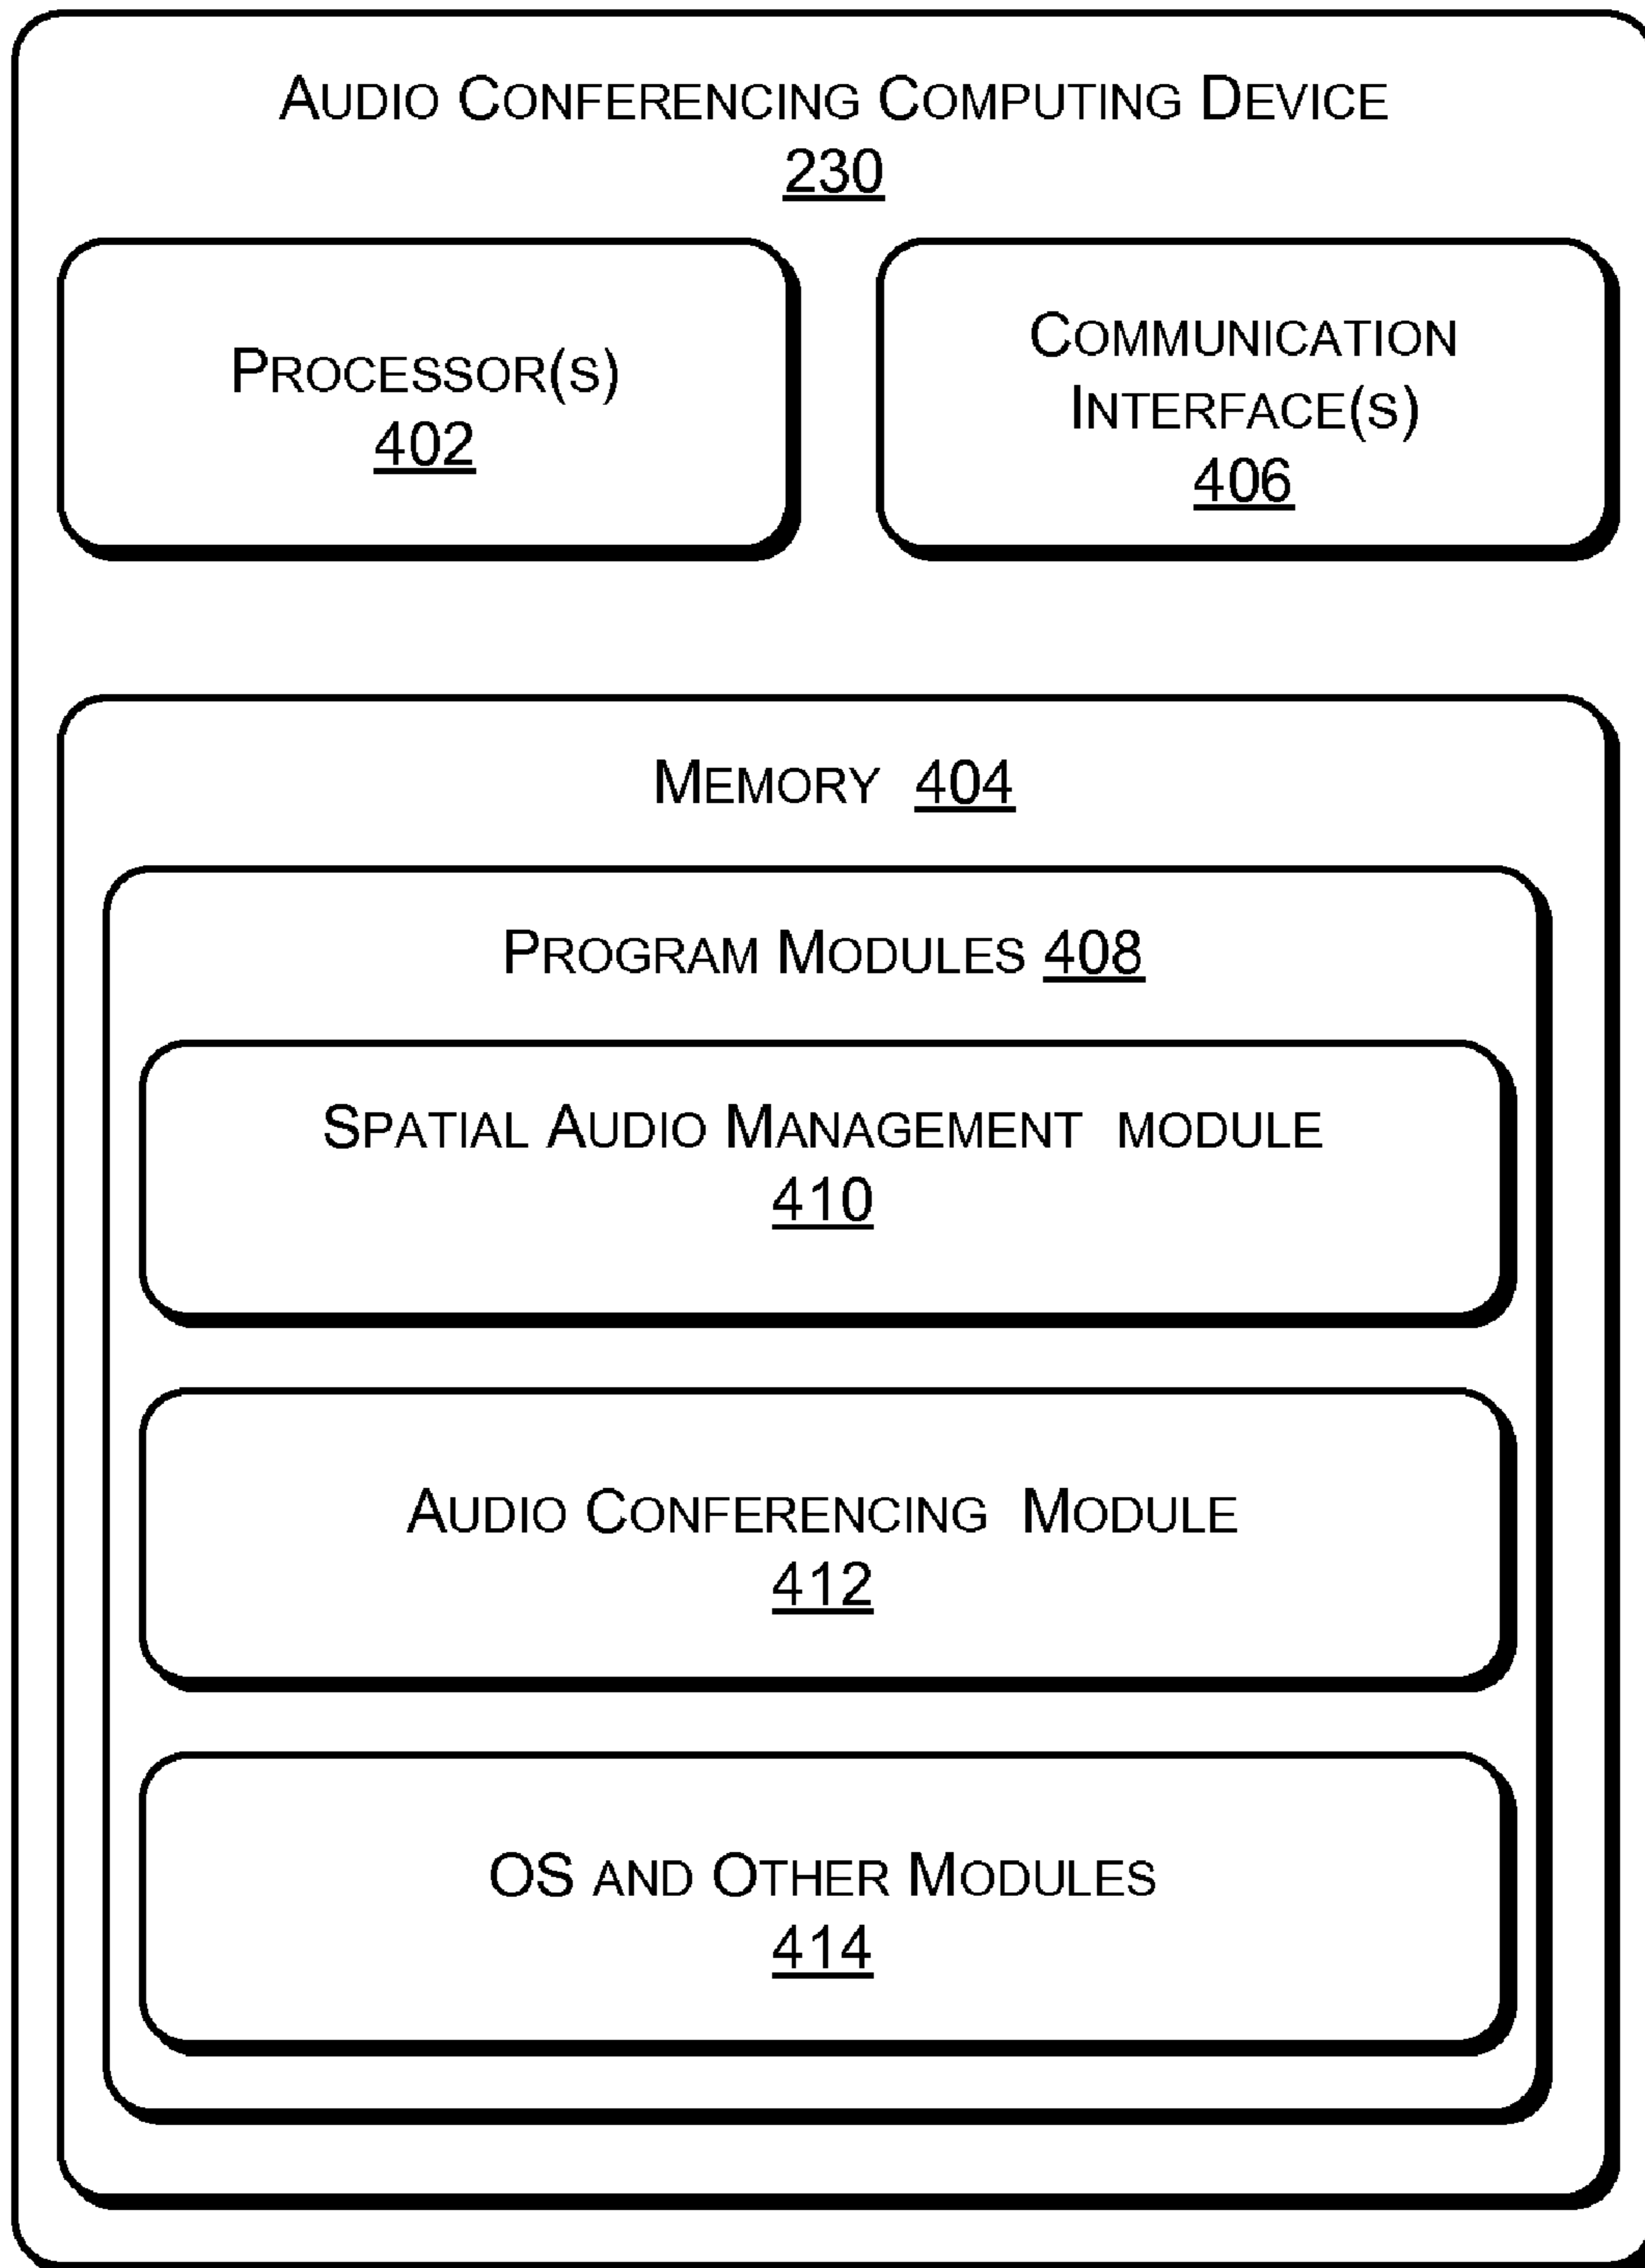 AUDIO CONFERENCING COMPUTING DEVICE
230
PROCESSOR(S)
402
COMMUNICATION
INTERFACE(S)
406
MEMORY 404
PROGRAM MODULES 408
SPATIAL AUDIO MANAGEMENT MODULE
410
AUDIO CONFERENCING MODULE
412
OS AND OTHER MODULES
414